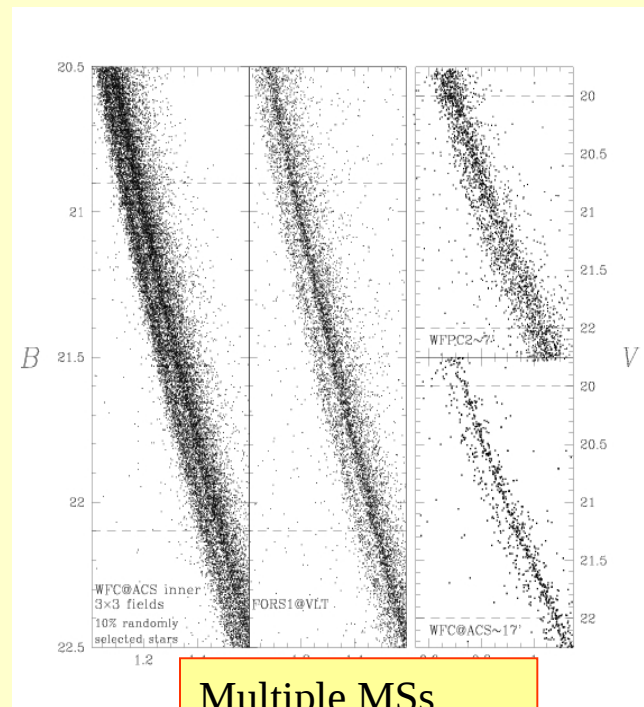 20.5
21
21.5
22
22.5
B
WFC@ACS inner
3×3 fields
10% randomly
selected stars
1.2
FORS1@VLT
WFPC2~7'
20
20.5
21
21.5
22
V
WFC@ACS~17'
20
20.5
21
21.5
22
Multiple MSs